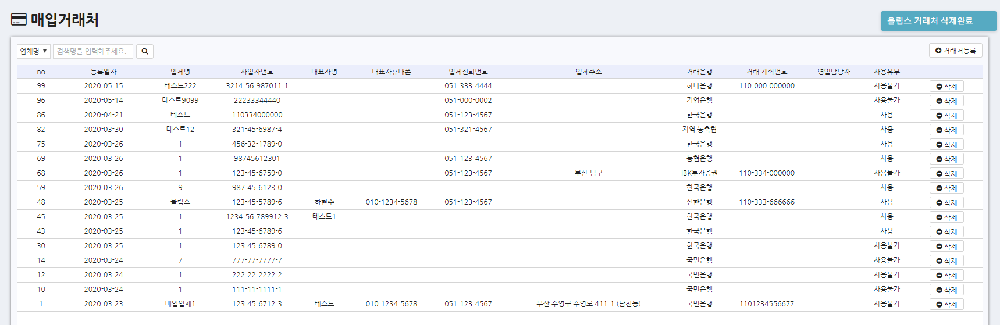 매입거래처
올립스 거래처 삭제완료
업체명 ▼ 검색명을 입력해주세요. 거래처등록
no 등록일자 업체명 사업자번호 대표자명 대표자휴대폰 업체전화번호 업체주소 거래은행 거래 계좌번호 영업담당자 사용유무
99 2020-05-15 테스트222 3214-56-987011-1 051-333-4444 하나은행 110-000-000000 사용불가 삭제
96 2020-05-14 테스트9099 22233344440 051-000-0002 기업은행 사용불가 삭제
86 2020-04-21 테스트 110334000000 051-123-4567 한국은행 사용 삭제
82 2020-03-30 테스트12 321-45-6987-4 051-321-4567 지역 농축협 사용 삭제
75 2020-03-26 1 456-32-1789-0 한국은행 사용 삭제
69 2020-03-26 1 98745612301 051-123-4567 농협은행 사용 삭제
68 2020-03-26 1 123-45-6759-0 051-123-4567 부산 남구 IBK투자증권 110-334-000000 사용불가 삭제
59 2020-03-26 9 987-45-6123-0 한국은행 사용 삭제
48 2020-03-25 올립스 123-45-5789-6 하현수 010-1234-5678 051-123-4567 신한은행 110-333-666666 사용 삭제
45 2020-03-25 1 1234-56-789912-3 테스트1 한국은행 사용 삭제
43 2020-03-25 1 123-45-6789-6 한국은행 사용 삭제
30 2020-03-25 1 123-45-6789-0 한국은행 사용불가 삭제
14 2020-03-24 7 777-77-7777-7 국민은행 사용불가 삭제
12 2020-03-24 1 222-22-2222-2 국민은행 사용불가 삭제
10 2020-03-24 1 111-11-1111-1 국민은행 사용불가 삭제
1 2020-03-23 매입업체1 123-45-6712-3 테스트 010-1234-5678 051-123-4567 부산 수영구 수영로 411-1 (남천동) 국민은행 1101234556677 사용불가 삭제